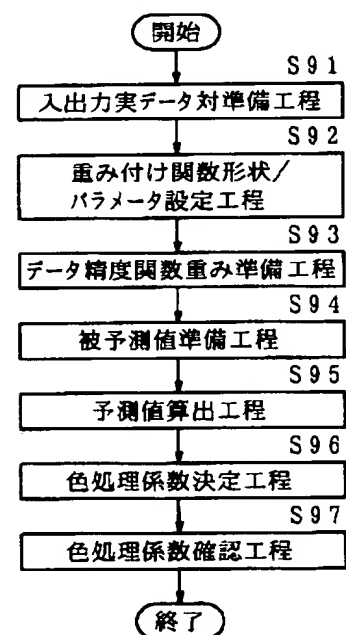 開始
S91
入出力実データ対準備工程
S92
重み付け関数形状/
パラメータ設定工程
S93
データ精度関数重み準備工程
S94
被予測値準備工程
S95
予測値算出工程
S96
色処理係数決定工程
S97
色処理係数確認工程
終了